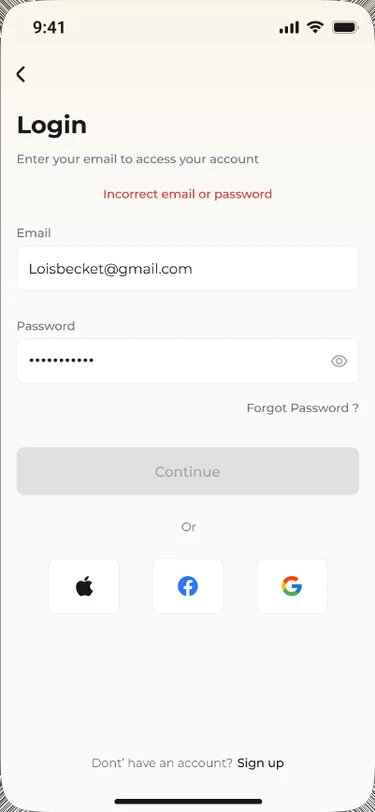 9:41
Login
Enter your email to access your account
Incorrect email or password
Email
Loisbecket@gmail.com
Password
•••••••••••
Forgot Password ?
Continue
Or
Dont’ have an account? Sign up